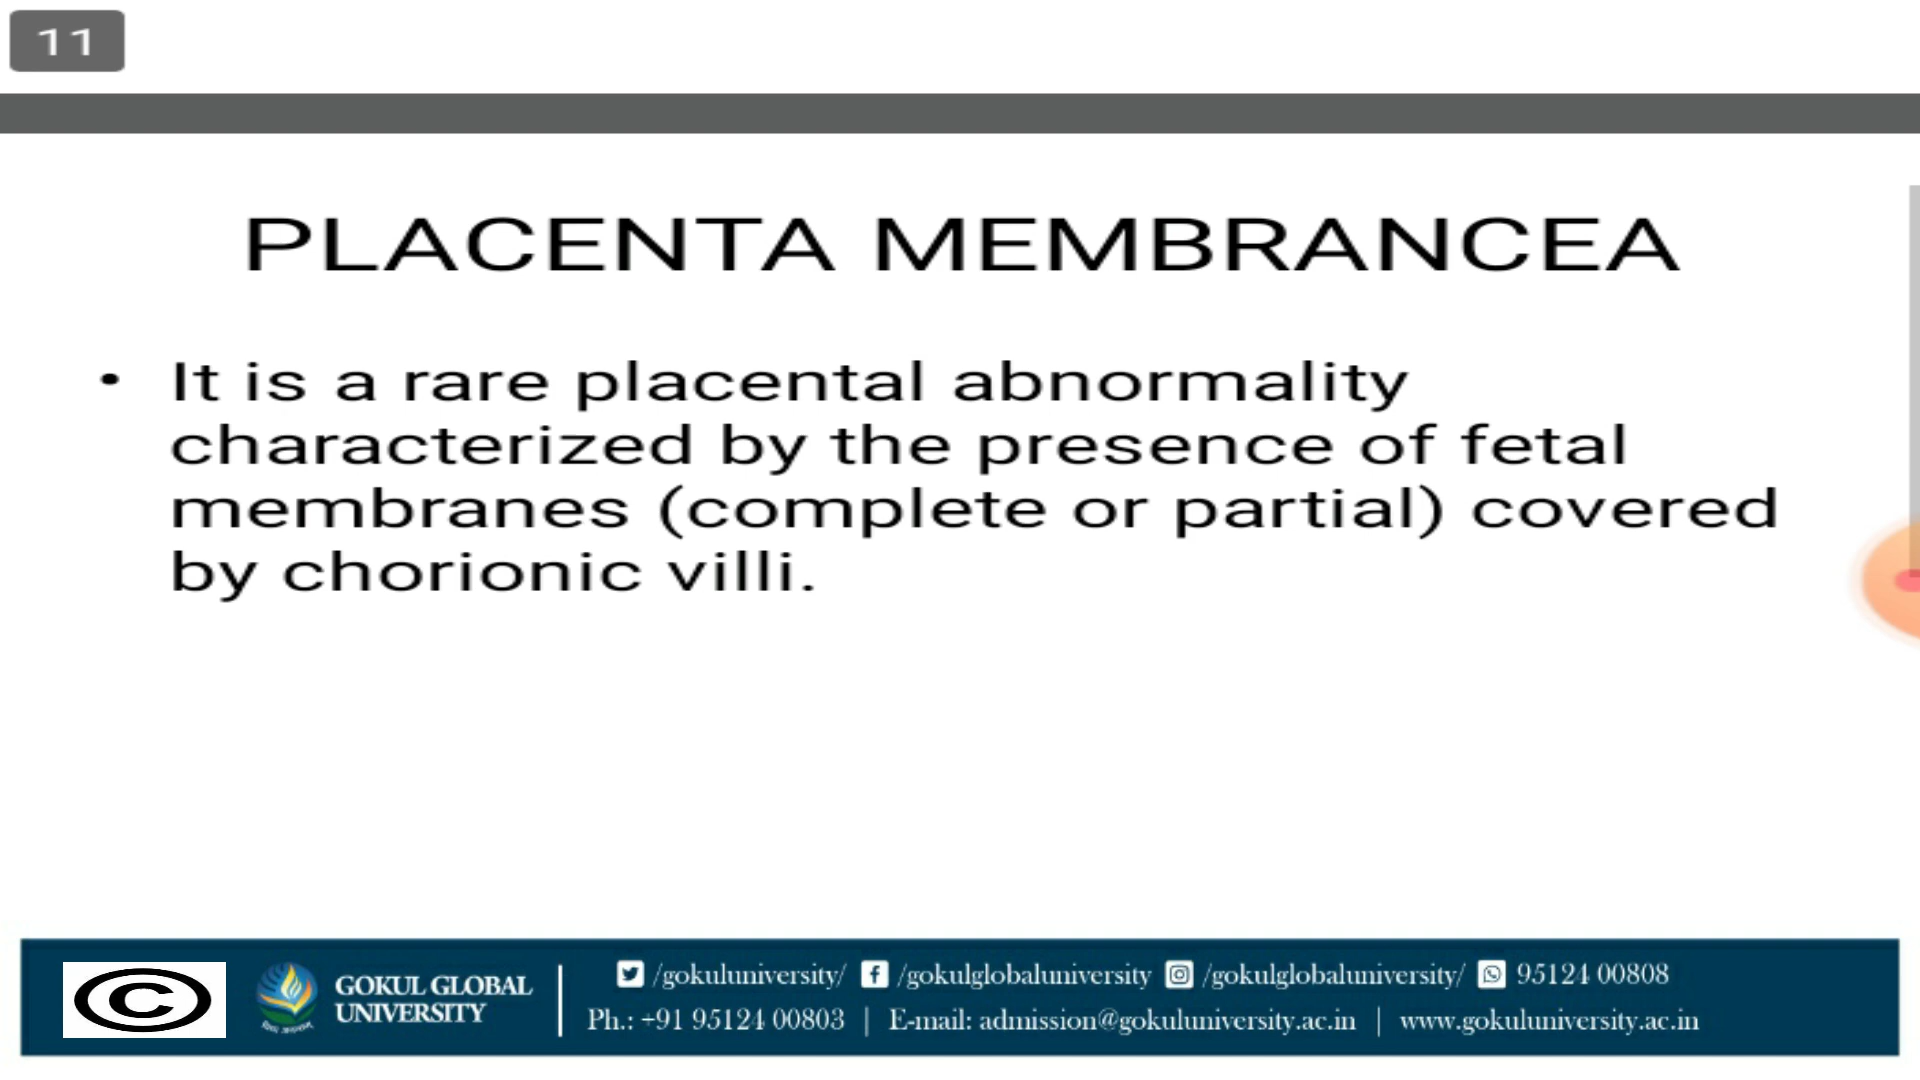 11
PLACENTA MEMBRANCEA
• It is a rare placental abnormality
characterized by the presence of fetal
membranes (complete or partial) covered
by chorionic villi.
©
GOKUL GLOBAL
UNIVERSITY
/gokuluniversity/ /gokulglobaluniversity /gokulglobaluniversity/ 95124 00808
Ph.: +91 95124 00803 | E-mail: admission@gokuluniversity.ac.in | www.gokuluniversity.ac.in